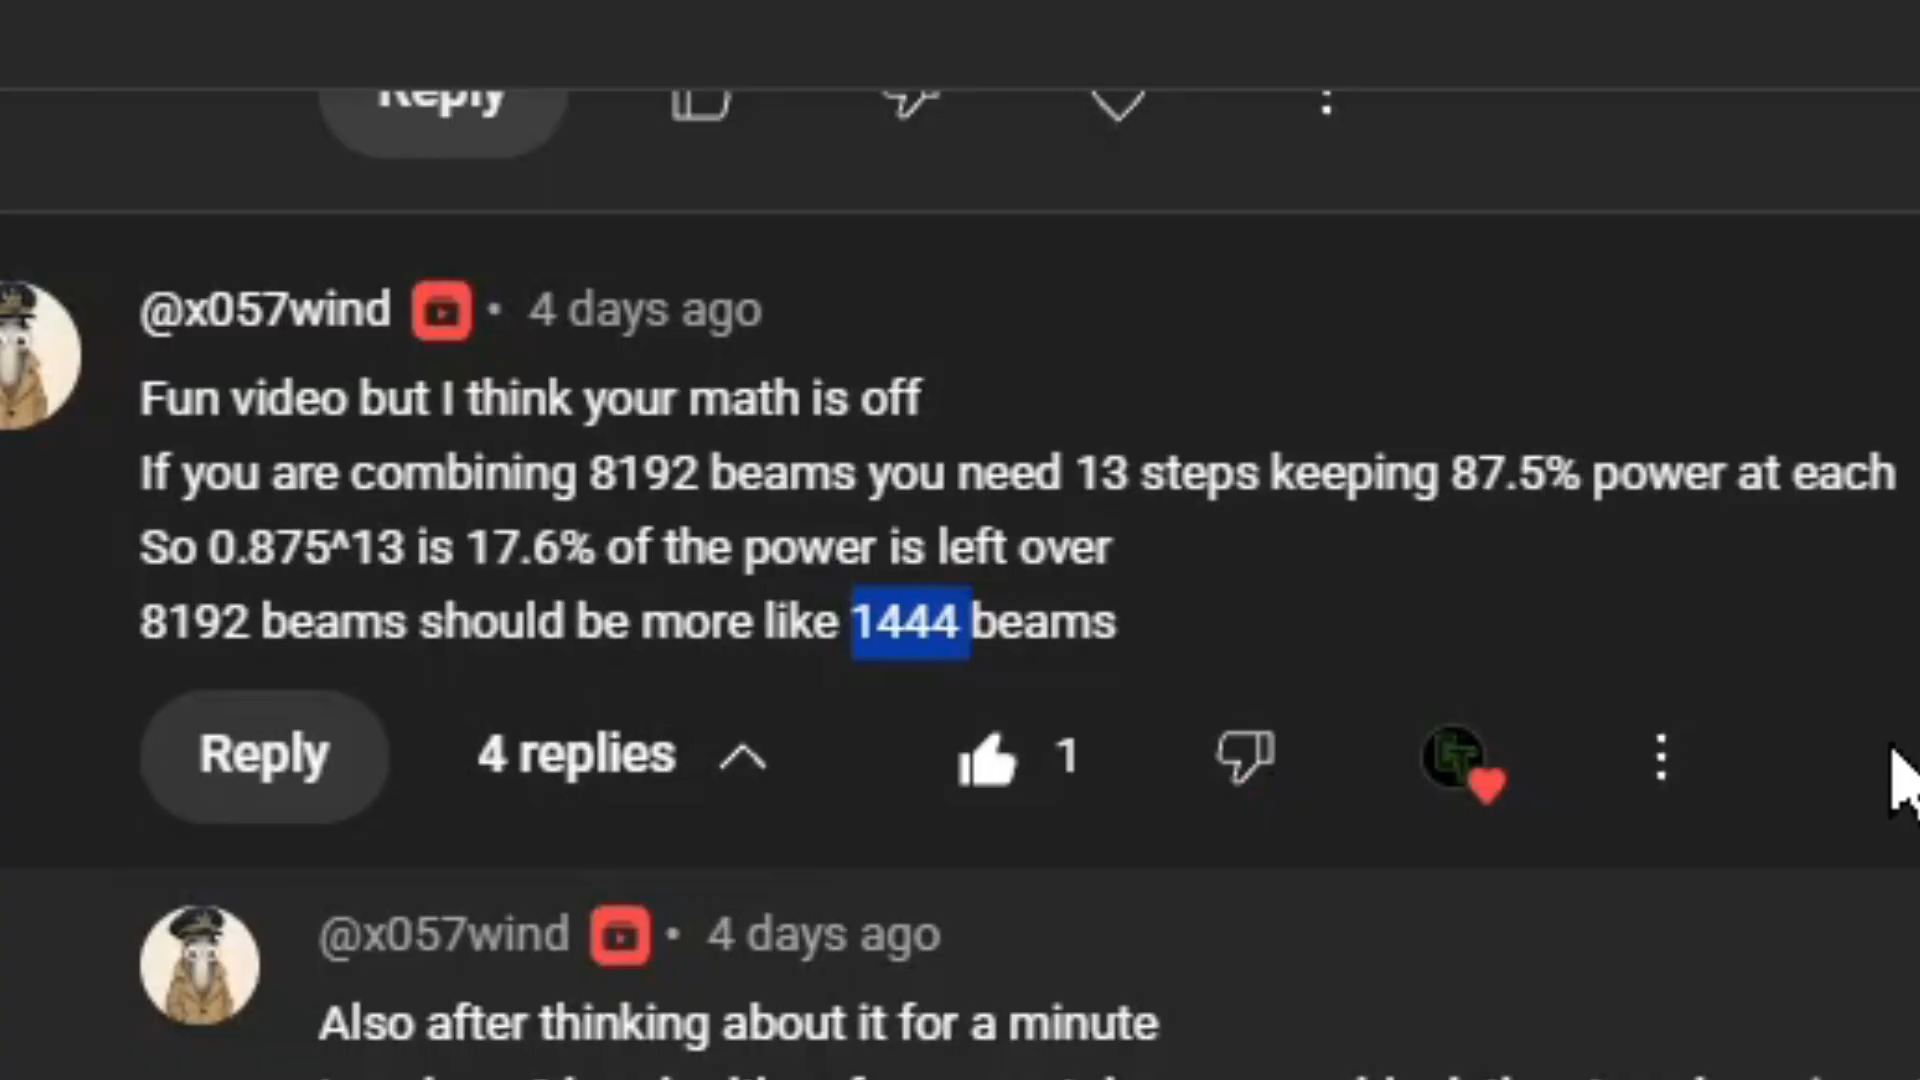 Reply
@x057wind • 4 days ago
Fun video but I think your math is off
If you are combining 8192 beams you need 13 steps keeping 87.5% power at each
So 0.875^13 is 17.6% of the power is left over
8192 beams should be more like 1444 beams
Reply 4 replies 1
@x057wind • 4 days ago
Also after thinking about it for a minute